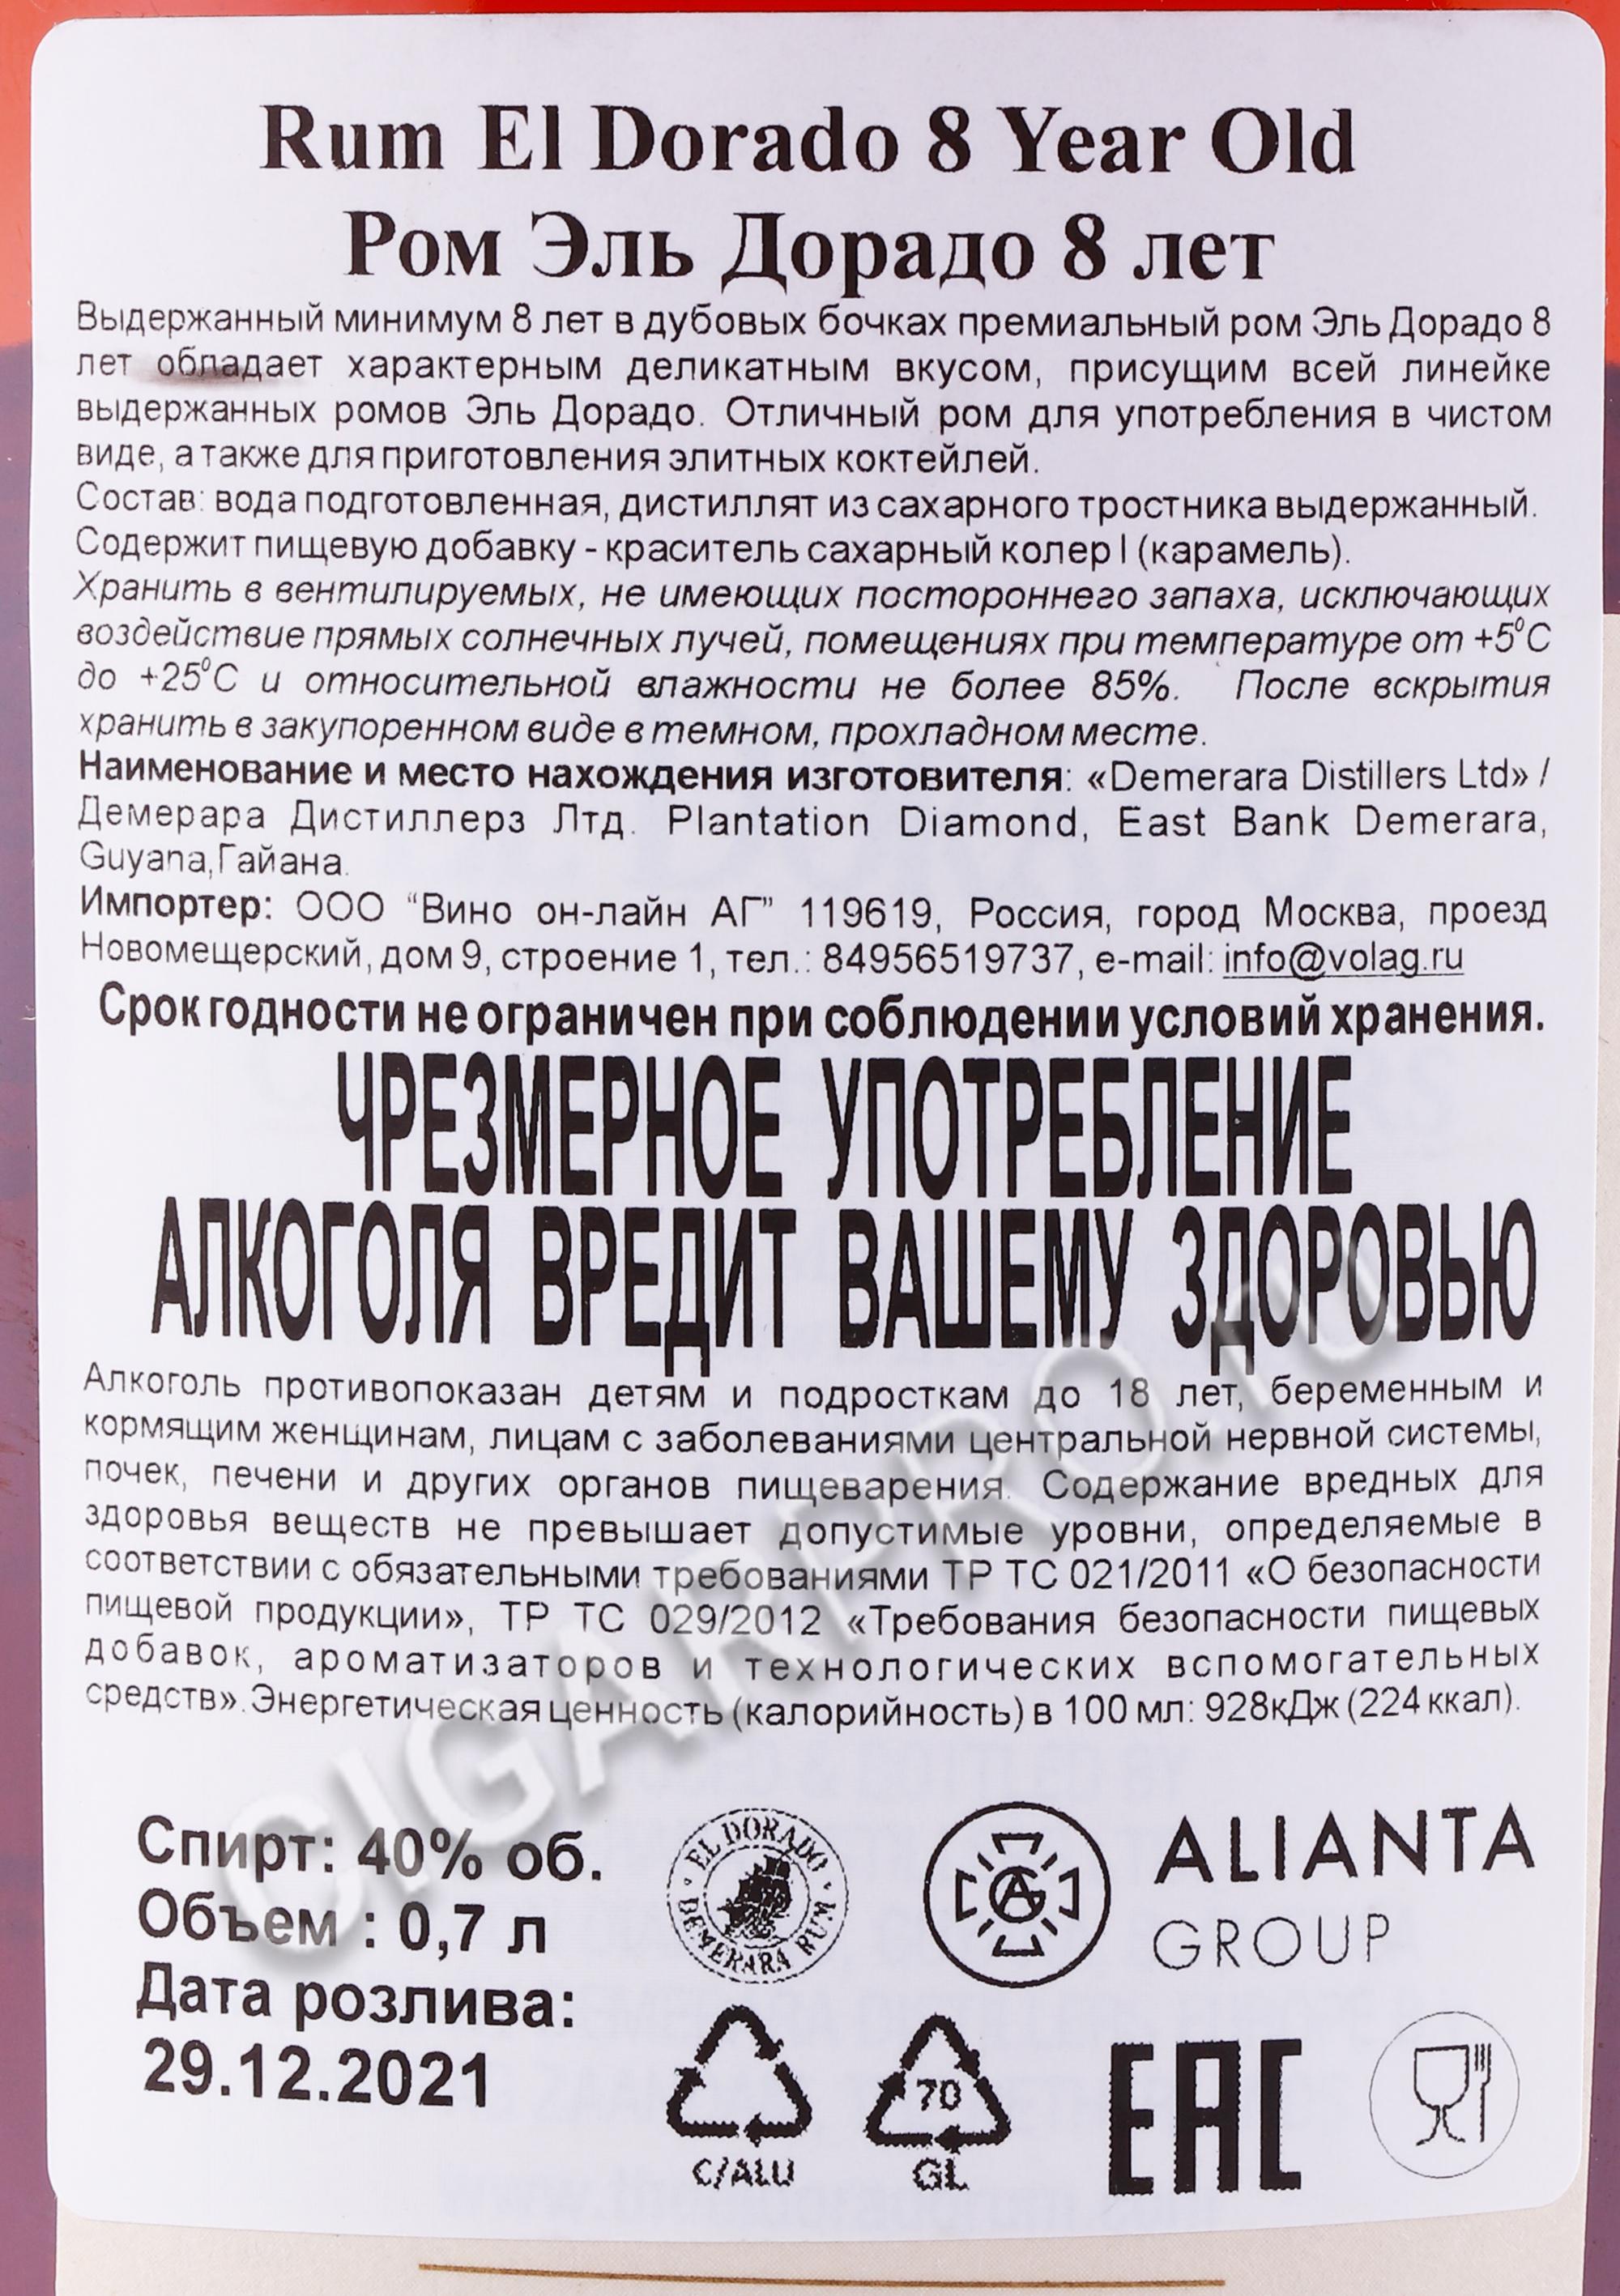 Rum El Dorado 8 Year Old
Ром Эль Дорадо 8 лет
Выдержанный минимум 8 лет в дубовых бочках премиальный ром Эль Дорадо 8
лет обладает характерным деликатным вкусом, присущим всей линейке
выдержанных ромов Эль Дорадо. Отличный ром для употребления в чистом
виде, а также для приготовления элитных коктейлей.
Состав: вода подготовленная, дистиллят из сахарного тростника выдержанный.
Содержит пищевую добавку - краситель сахарный колер I (карамель).
Хранить в вентилируемых, не имеющих постороннего запаха, исключающих
воздействие прямых солнечных лучей, помещениях при температуре от +5⁰С
до +25⁰С и относительной влажности не более 85%. После вскрытия
хранить в закупоренном виде в темном, прохладном месте.
Наименование и место нахождения изготовителя: «Demerara Distillers Ltd» /
Демерара Дистиллерз Лтд. Plantation Diamond, East Bank Demerara,
Guyana,Гайана.
Импортер: ООО “Вино он-лайн АГ” 119619, Россия, город Москва, проезд
Новомещерский, дом 9, строение 1, тел.: 84956519737, e-mail: info@volag.ru
Срок годности не ограничен при соблюдении условий хранения.
ЧРЕЗМЕРНОЕ УПОТРЕБЛЕНИЕ
АЛКОГОЛЯ ВРЕДИТ ВАШЕМУ ЗДОРОВЬЮ
Алкоголь противопоказан детям и подросткам до 18 лет, беременным и
кормящим женщинам, лицам с заболеваниями центральной нервной системы,
почек, печени и других органов пищеварения. Содержание вредных для
здоровья веществ не превышает допустимые уровни, определяемые в
соответствии с обязательными требованиями ТР ТС 021/2011 «О безопасности
пищевой продукции», ТР ТС 029/2012 «Требования безопасности пищевых
добавок, ароматизаторов и технологических вспомогательных
средств». Энергетическая ценность (калорийность) в 100 мл: 928кДж (224 ккал).
CIGARPRO.ru
Спирт: 40% об.
Объем : 0,7 л
Дата розлива:
29.12.2021
EL DORADO
DEMERARA RUM
AG
ALIANTA
GROUP
C/ALU
70
GL
EAC